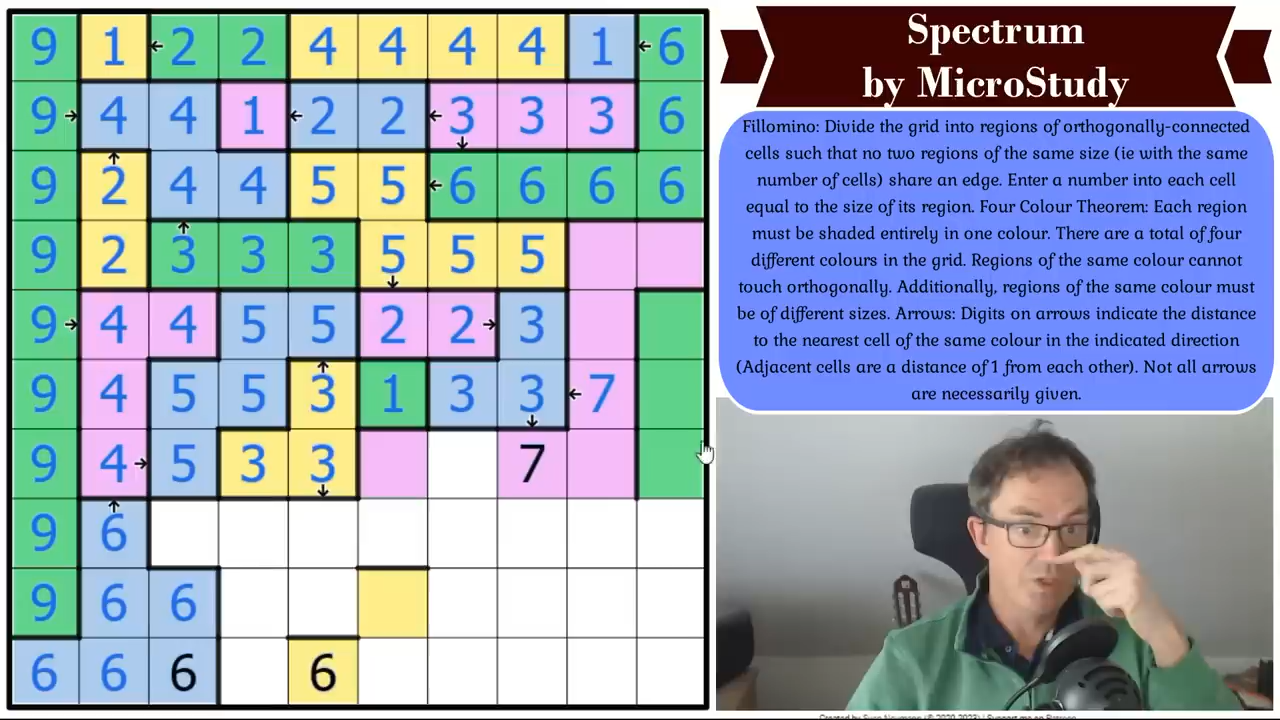 9 1 2 2 4 4 4 4 1 6
9 4 4 1 2 2 3 3 3 6
9 2 4 4 5 5 6 6 6 6
9 2 3 3 3 5 5 5
9 4 4 5 5 2 2 3
9 4 5 5 3 1 3 3 7
9 4 5 3 3 7
9 6
9 6 6
6 6 6 6
Spectrum
by MicroStudy
Fillomino: Divide the grid into regions of orthogonally-connected
cells such that no two regions of the same size (ie with the same
number of cells) share an edge. Enter a number into each cell
equal to the size of its region. Four Colour Theorem: Each region
must be shaded entirely in one colour. There are a total of four
different colours in the grid. Regions of the same colour cannot
touch orthogonally. Additionally, regions of the same colour must
be of different sizes. Arrows: Digits on arrows indicate the distance
to the nearest cell of the same colour in the indicated direction
(Adjacent cells are a distance of 1 from each other). Not all arrows
are necessarily given.